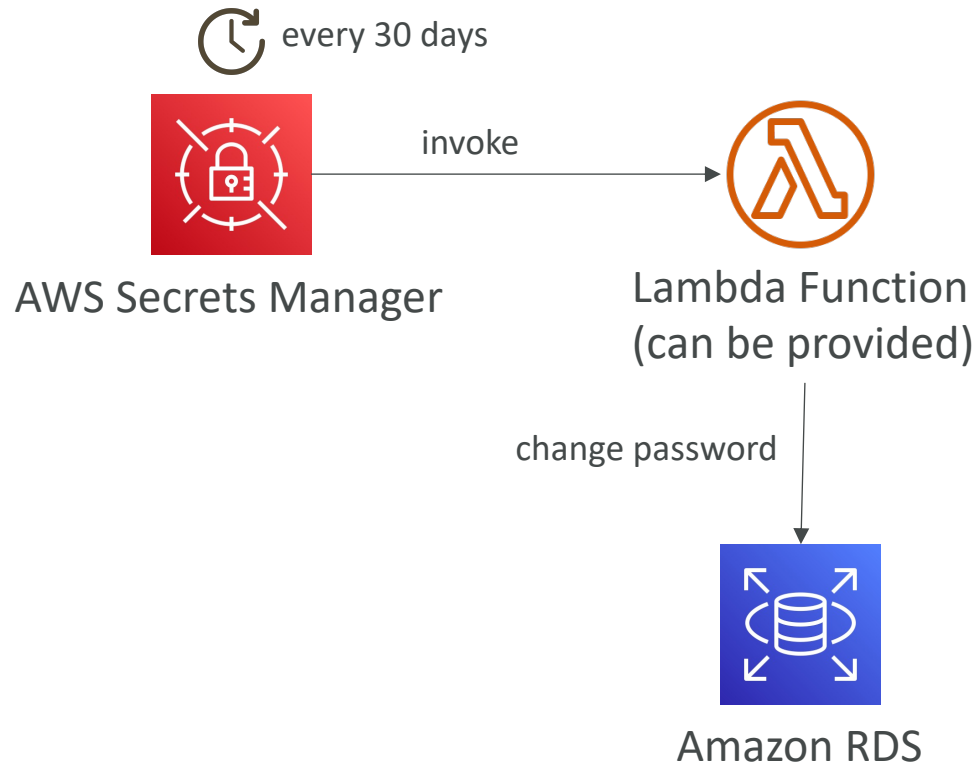 every 30 days
invoke
AWS Secrets Manager
Lambda Function
(can be provided)
change password
Amazon RDS